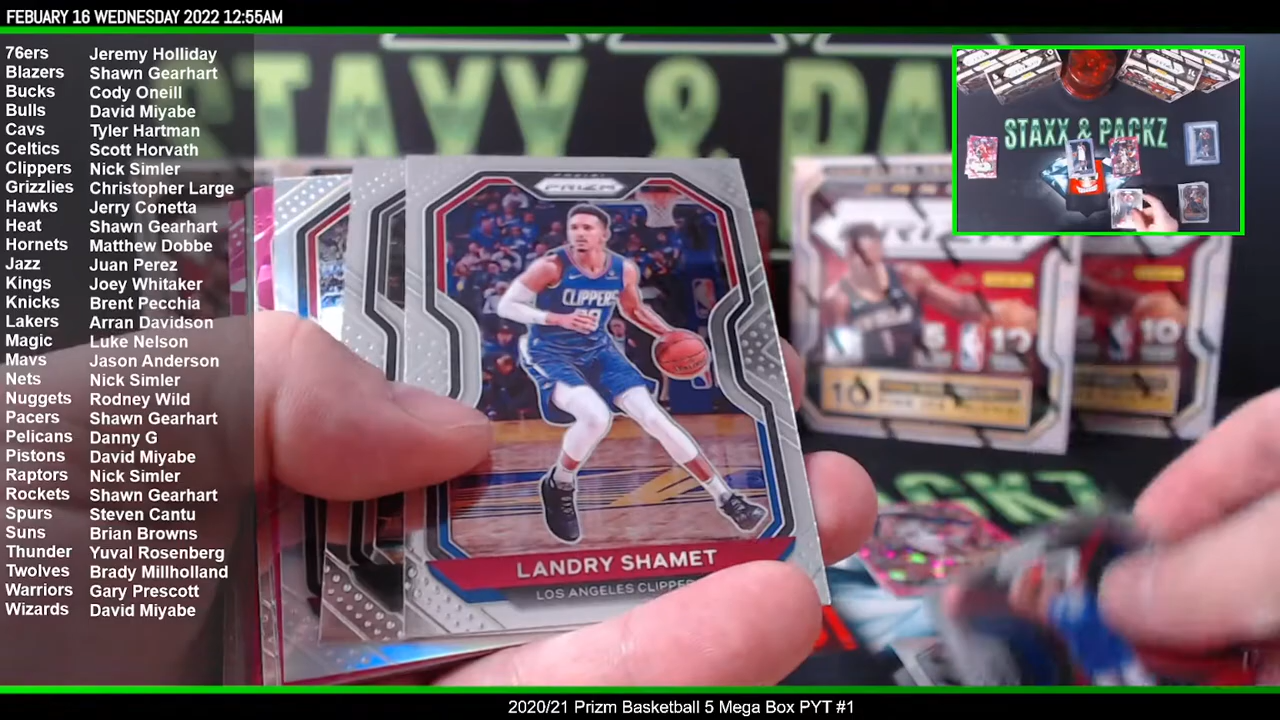 FEBUARY 16 WEDNESDAY 2022 12:55AM
76ers Jeremy Holliday
Blazers Shawn Gearhart
Bucks Cody Oneill
Bulls David Miyabe
Cavs Tyler Hartman
Celtics Scott Horvath
Clippers Nick Simler
Grizzlies Christopher Large
Hawks Jerry Conetta
Heat Shawn Gearhart
Hornets Matthew Dobbe
Jazz Juan Perez
Kings Joey Whitaker
Knicks Brent Pecchia
Lakers Arran Davidson
Magic Luke Nelson
Mavs Jason Anderson
Nets Nick Simler
Nuggets Rodney Wild
Pacers Shawn Gearhart
Pelicans Danny G
Pistons David Miyabe
Raptors Nick Simler
Rockets Shawn Gearhart
Spurs Steven Cantu
Suns Brian Browns
Thunder Yuval Rosenberg
Twolves Brady Millholland
Warriors Gary Prescott
Wizards David Miyabe
STAXX & PA
STAXX & PACKZ
PRIZM
CLIPPERS
LANDRY SHAMET
LOS ANGELES CLIPPE
10
10
2020/21 Prizm Basketball 5 Mega Box PYT #1